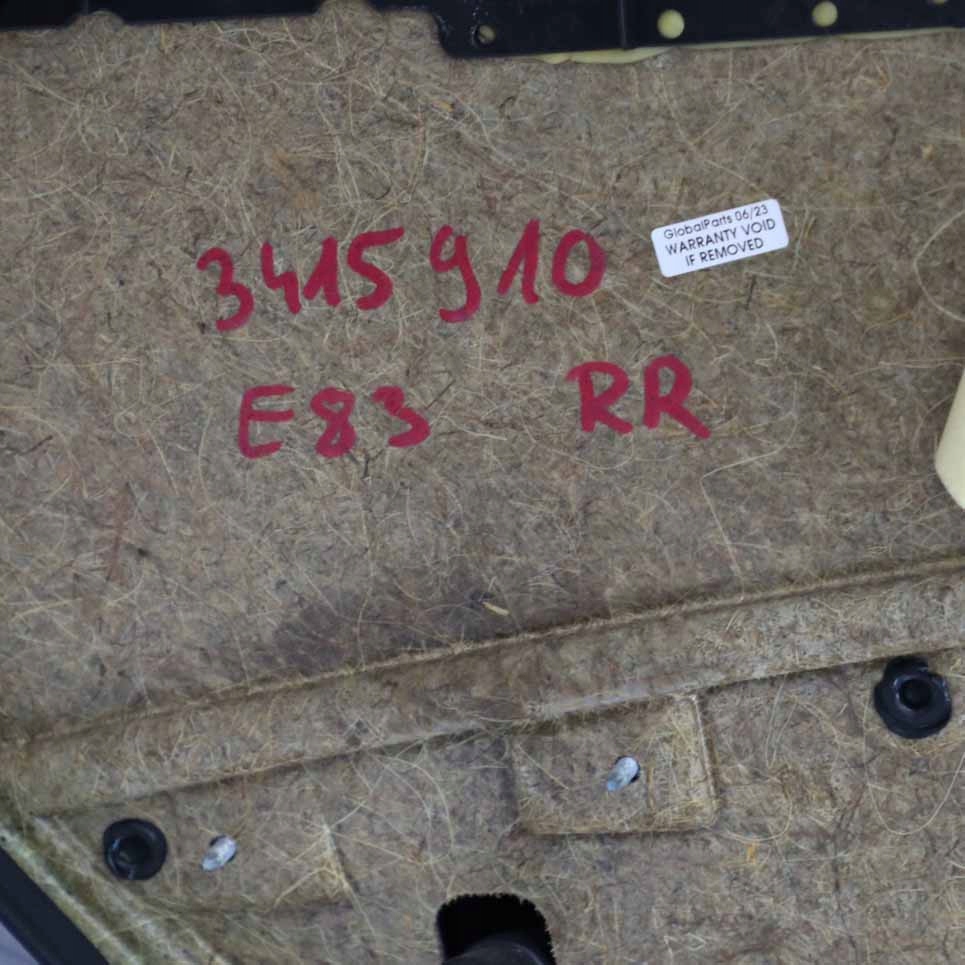 3415910
GlobalParts 06/23
WARRANTY VOID
IF REMOVED
E83 RR